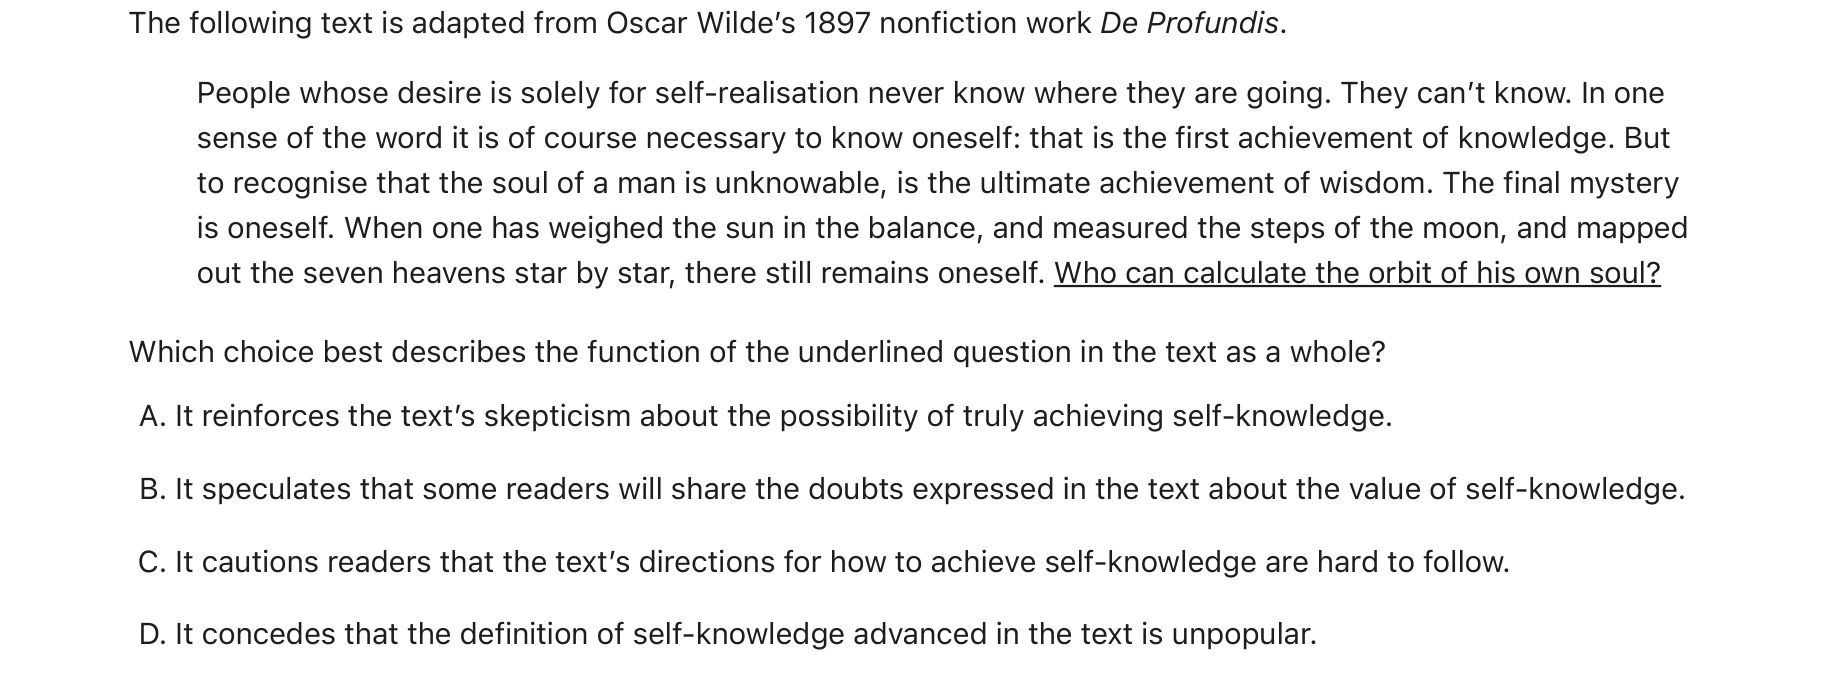 The following text is adapted from Oscar Wilde’s 1897 nonfiction work De Profundis.
People whose desire is solely for self-realisation never know where they are going. They can’t know. In one
sense of the word it is of course necessary to know oneself: that is the first achievement of knowledge. But
to recognise that the soul of a man is unknowable, is the ultimate achievement of wisdom. The final mystery
is oneself. When one has weighed the sun in the balance, and measured the steps of the moon, and mapped
out the seven heavens star by star, there still remains oneself. Who can calculate the orbit of his own soul?
Which choice best describes the function of the underlined question in the text as a whole?
A. It reinforces the text’s skepticism about the possibility of truly achieving self-knowledge.
B. It speculates that some readers will share the doubts expressed in the text about the value of self-knowledge.
C. It cautions readers that the text’s directions for how to achieve self-knowledge are hard to follow.
D. It concedes that the definition of self-knowledge advanced in the text is unpopular.